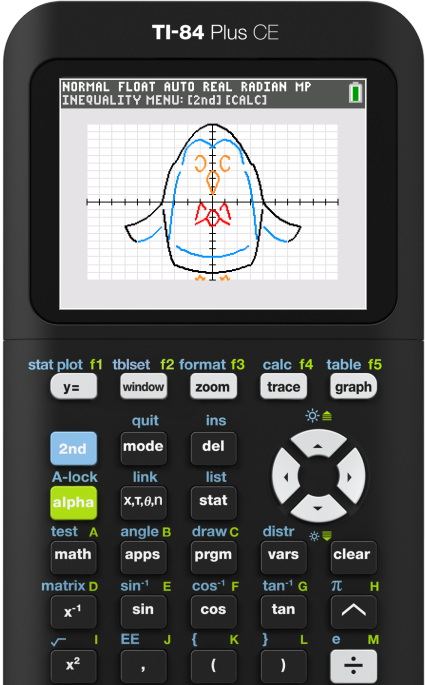 TI-84 Plus CE
NORMAL FLOAT AUTO REAL RADIAN MP
INEQUALITY MENU:[2nd][CALC]
stat plot f1 tblset f2 format f3 calc f4 table f5
y= window zoom trace graph
quit ins
2nd mode del
A-lock link list
alpha X,T,θ,n stat
test A angle B draw C distr
math apps prgm vars clear
matrix D sin⁻¹ E cos⁻¹ F tan⁻¹ G π H
x⁻¹ sin cos tan ^
√ I EE J { K } L e M
x² , ( ) ÷